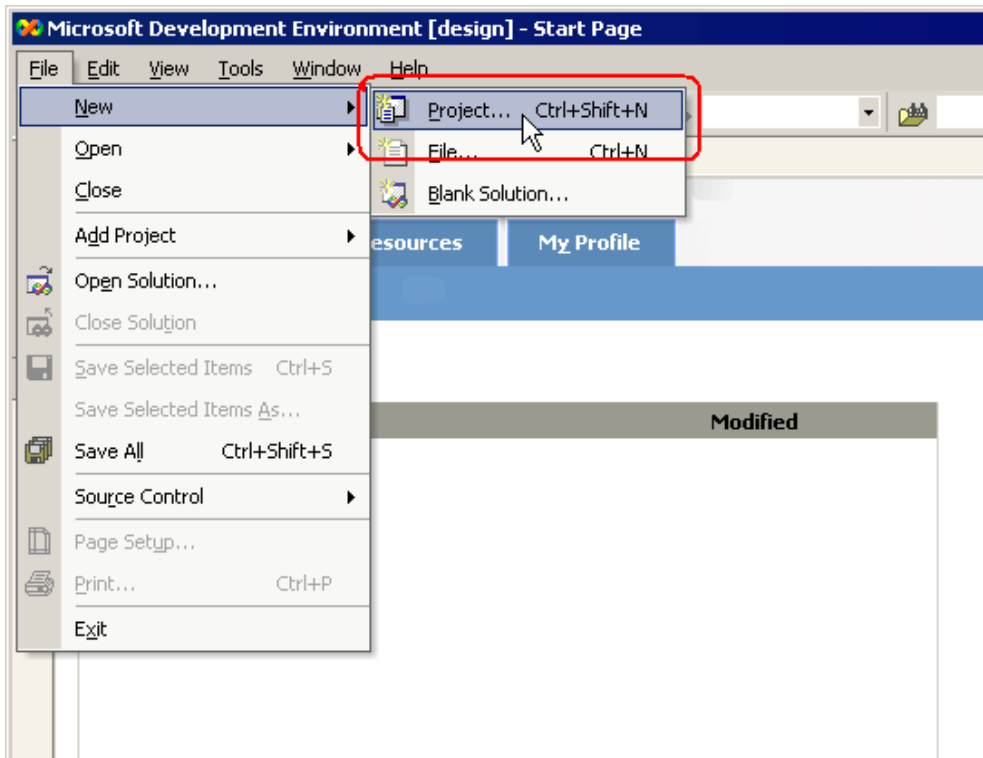 Microsoft Development Environment [design] - Start Page
File Edit View Tools Window Help
New
Project... Ctrl+Shift+N
Open
File... Ctrl+N
Close
Blank Solution...
Add Project
esources My Profile
Open Solution...
Close Solution
Save Selected Items Ctrl+S
Save Selected Items As...
Modified
Save All Ctrl+Shift+S
Source Control
Page Setup...
Print... Ctrl+P
Exit